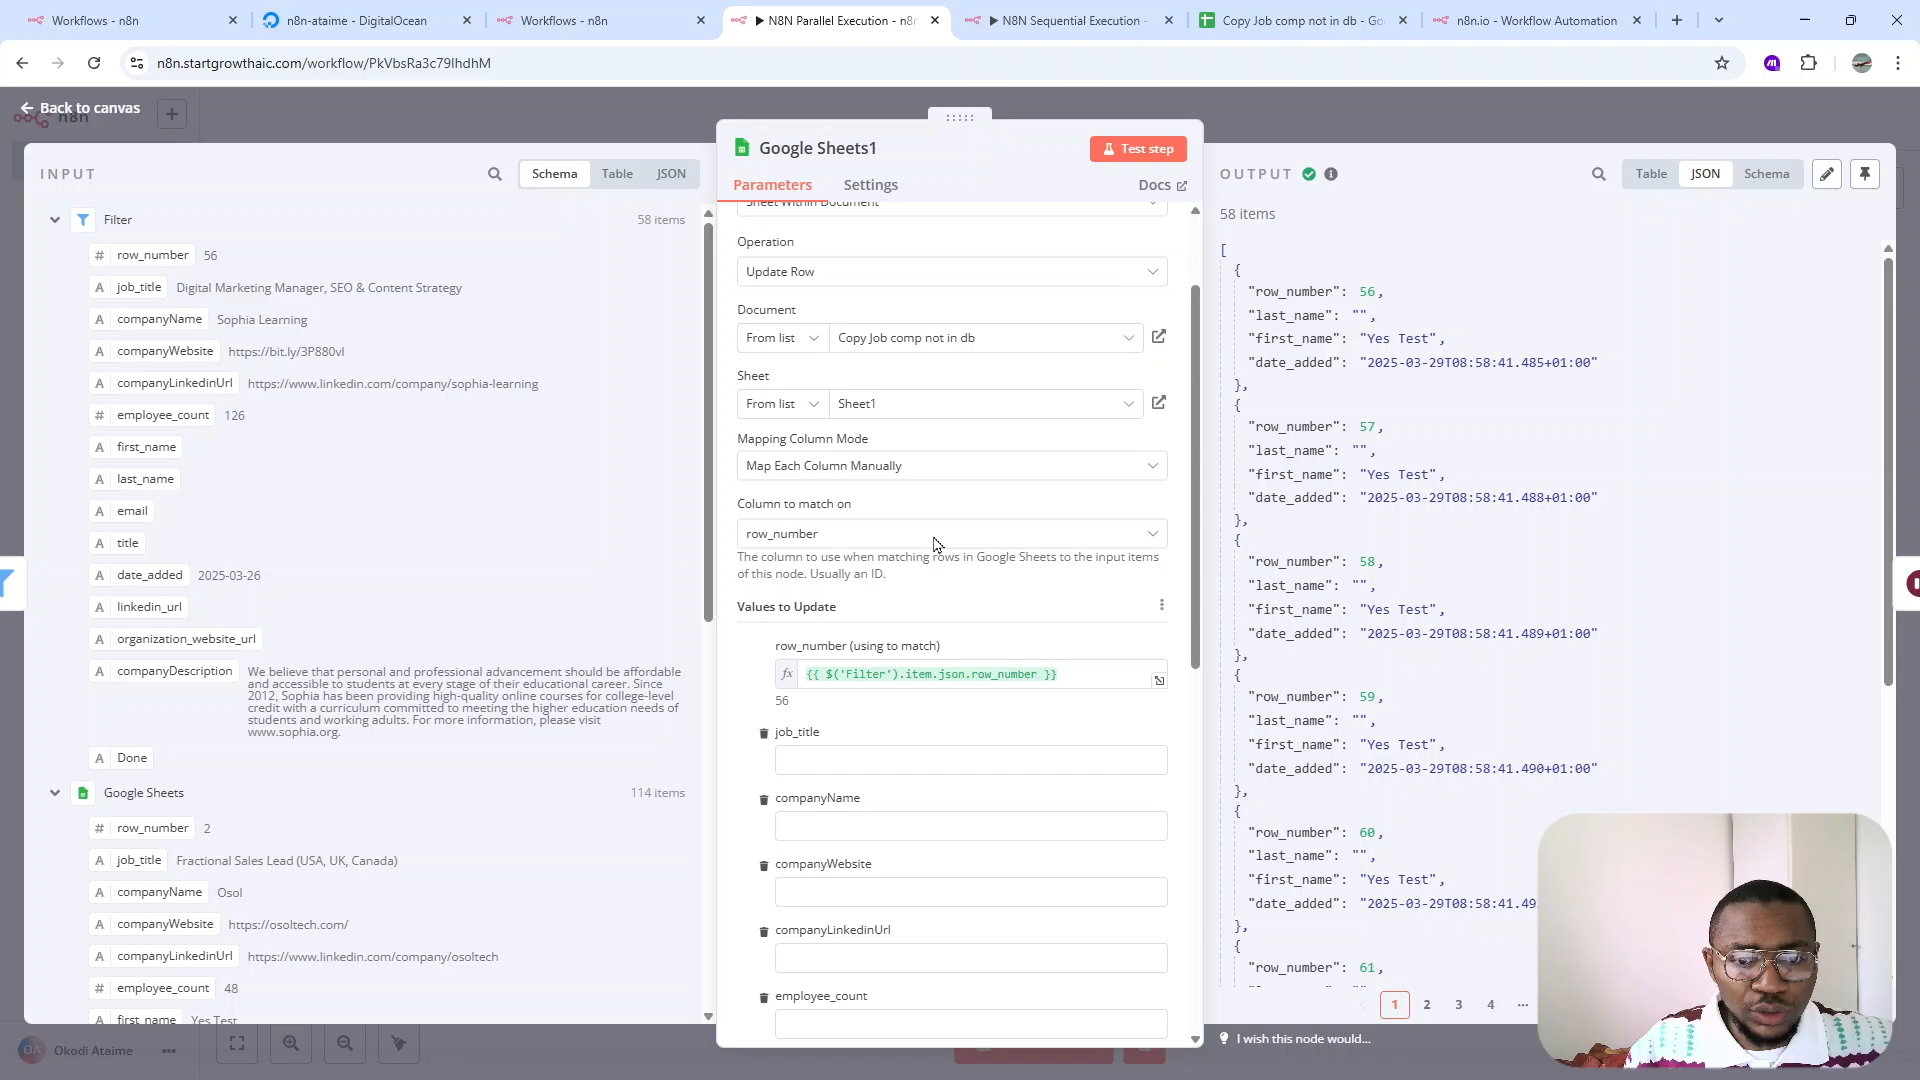 Workflows - n8n
n8n-ataime - DigitalOcean
Workflows - n8n
▶ N8N Parallel Execution - n8n
▶ N8N Sequential Execution -
Copy Job comp not in db - Go
n8n.io - Workflow Automation
n8n.startgrowthaic.com/workflow/PkVbsRa3c79IhdhM
Back to canvas
n8n
INPUT
Schema
Table
JSON
Filter
58 items
# row_number 56
A job_title Digital Marketing Manager, SEO & Content Strategy
A companyName Sophia Learning
A companyWebsite https://bit.ly/3P880vl
A companyLinkedinUrl https://www.linkedin.com/company/sophia-learning
# employee_count 126
A first_name
A last_name
A email
A title
A date_added 2025-03-26
A linkedin_url
A organization_website_url
A companyDescription We believe that personal and professional advancement should be affordable
and accessible to students at every stage of their educational career. Since
2012, Sophia has been providing high-quality online courses for college-level
credit with a curriculum committed to meeting the higher education needs of
students and working adults. For more information, please visit
www.sophia.org.
A Done
Google Sheets
114 items
# row_number 2
A job_title Fractional Sales Lead (USA, UK, Canada)
A companyName Osol
A companyWebsite https://osoltech.com/
A companyLinkedinUrl https://www.linkedin.com/company/osoltech
# employee_count 48
A first_name Yes Test
OA Okodi Ataime
Google Sheets1
Test step
Parameters
Settings
Docs
Sheet Within Document
Operation
Update Row
Document
From list
Copy Job comp not in db
Sheet
From list
Sheet1
Mapping Column Mode
Map Each Column Manually
Column to match on
row_number
The column to use when matching rows in Google Sheets to the input items
of this node. Usually an ID.
Values to Update
row_number (using to match)
fx {{ $('Filter').item.json.row_number }}
56
job_title
companyName
companyWebsite
companyLinkedinUrl
employee_count
OUTPUT
Table
JSON
Schema
58 items
[
{
"row_number": 56,
"last_name": "",
"first_name": "Yes Test",
"date_added": "2025-03-29T08:58:41.485+01:00"
},
{
"row_number": 57,
"last_name": "",
"first_name": "Yes Test",
"date_added": "2025-03-29T08:58:41.488+01:00"
},
{
"row_number": 58,
"last_name": "",
"first_name": "Yes Test",
"date_added": "2025-03-29T08:58:41.489+01:00"
},
{
"row_number": 59,
"last_name": "",
"first_name": "Yes Test",
"date_added": "2025-03-29T08:58:41.490+01:00"
},
{
"row_number": 60,
"last_name": "",
"first_name": "Yes Test",
"date_added": "2025-03-29T08:58:41.49
},
{
"row_number": 61,
1
2
3
4
...
I wish this node would...